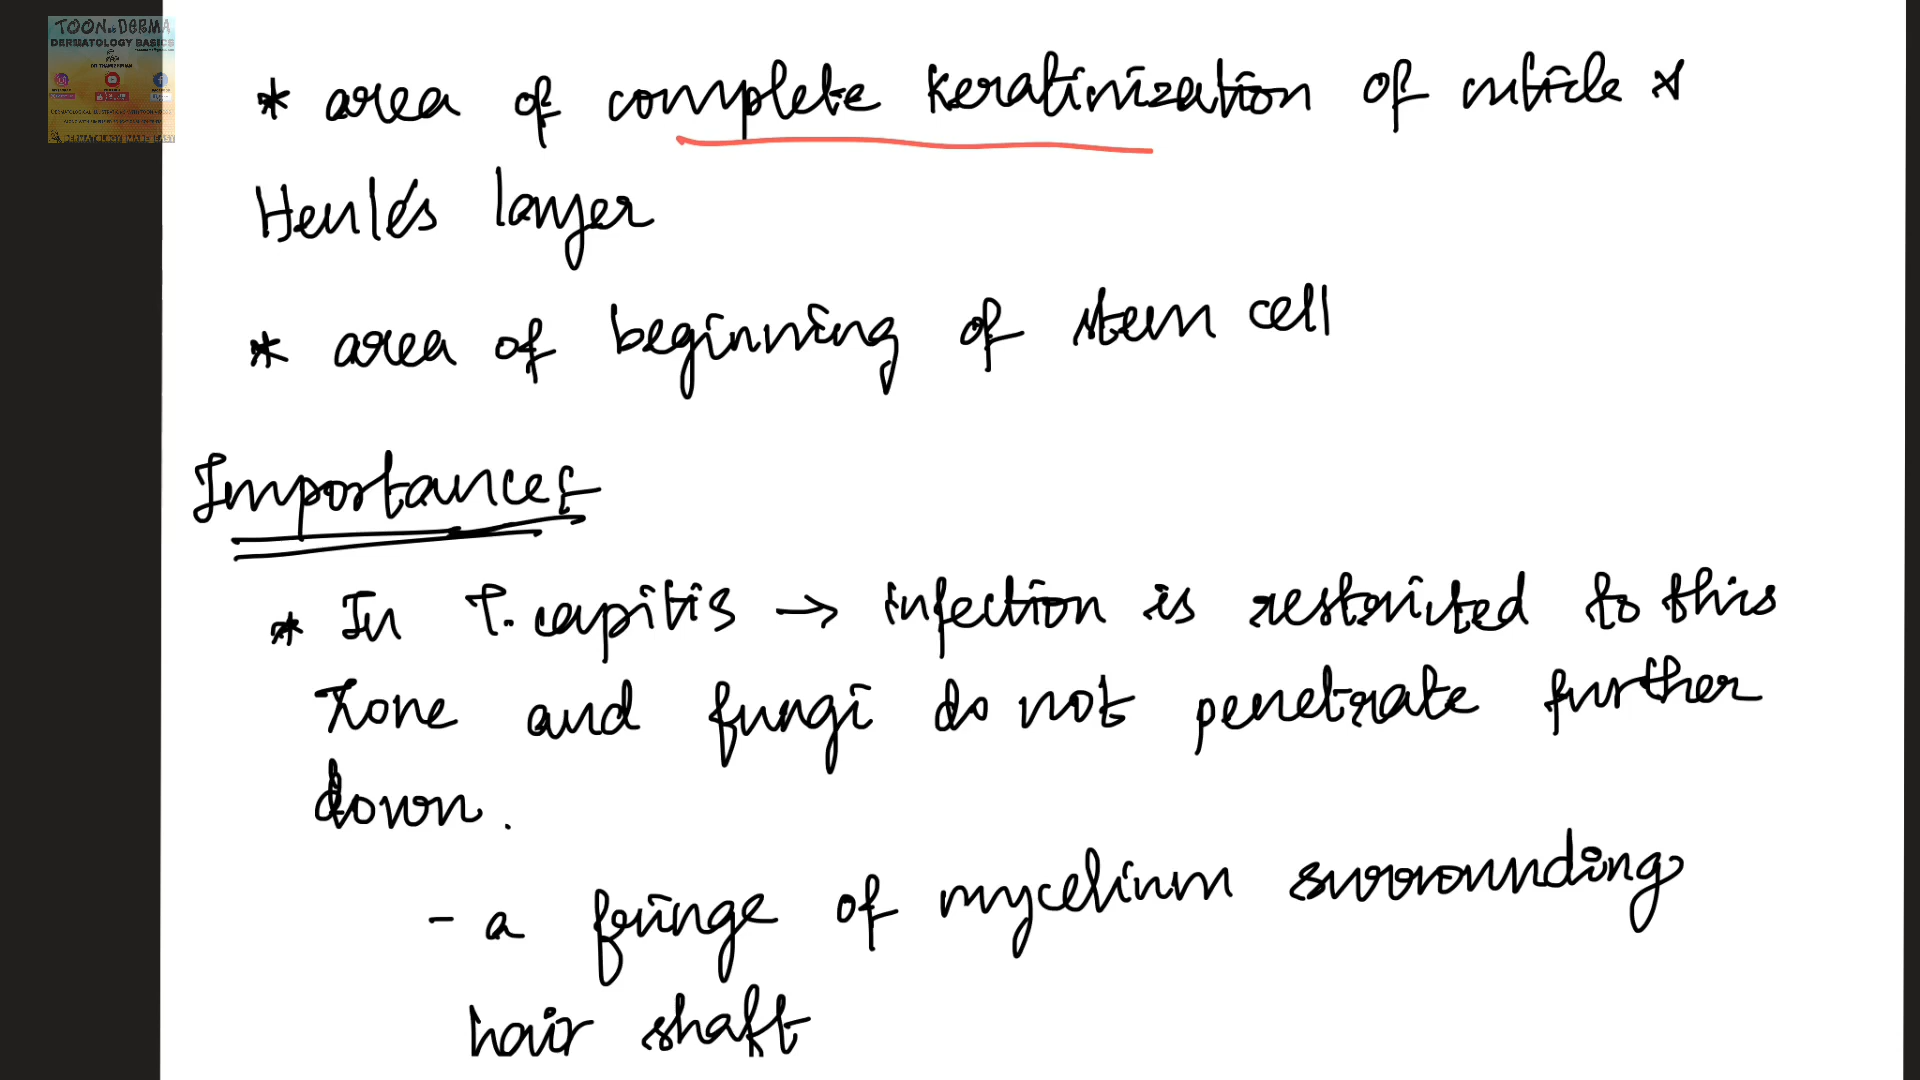 TOON in DERMA
DERMATOLOGY BASICS
* area of complete keratinization of cuticle &
Henle's layer
* area of beginning of stem cell
Importance :-
* In T. capitis → infection is restricted to this
Zone and fungi do not penetrate further
down.
- a fringe of mycelium surrounding
hair shaft